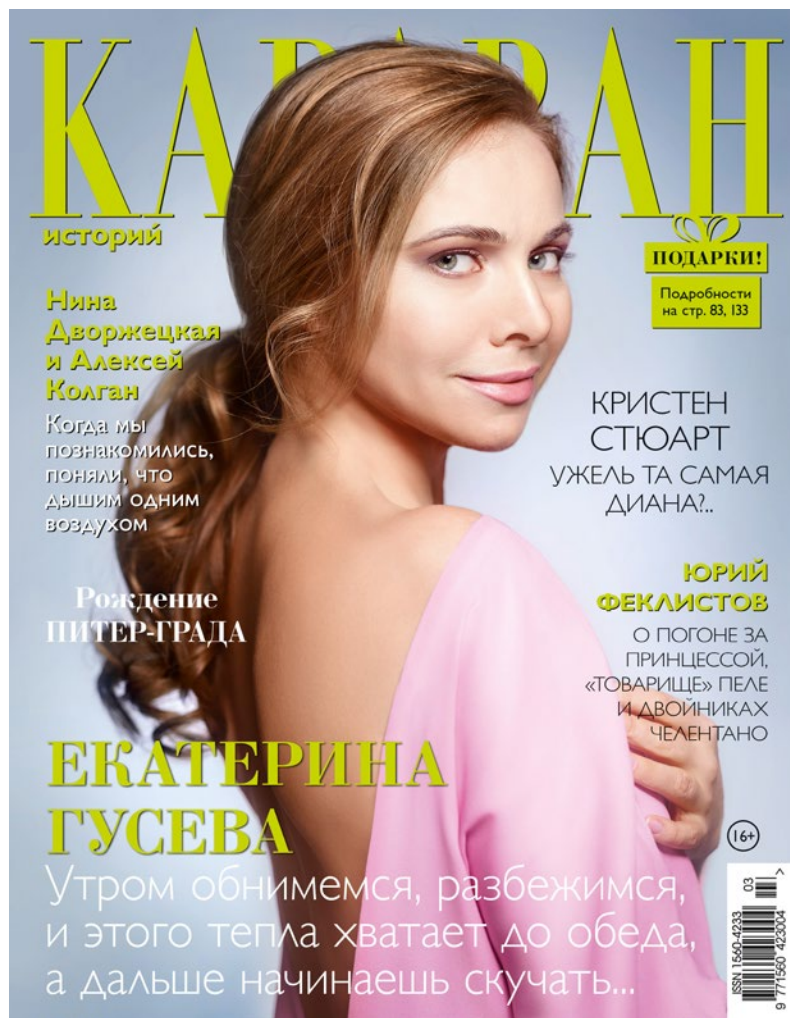 КАРАВАН
историй
ПОДАРКИ!
Подробности
на стр. 83, 133
Нина
Дворжецкая
и Алексей
Колган
Когда мы
познакомились,
поняли, что
дышим одним
воздухом
КРИСТЕН
СТЮАРТ
УЖЕЛЬ ТА САМАЯ
ДИАНА?..
Рождение
ПИТЕР-ГРАДА
ЮРИЙ
ФЕКЛИСТОВ
О ПОГОНЕ ЗА
ПРИНЦЕССОЙ,
«ТОВАРИЩЕ» ПЕЛЕ
И ДВОЙНИКАХ
ЧЕЛЕНТАНО
ЕКАТЕРИНА
ГУСЕВА
Утром обнимемся, разбежимся,
и этого тепла хватает до обеда,
а дальше начинаешь скучать...
16+
03
ISSN 1560-4233
9 771560 423004 >